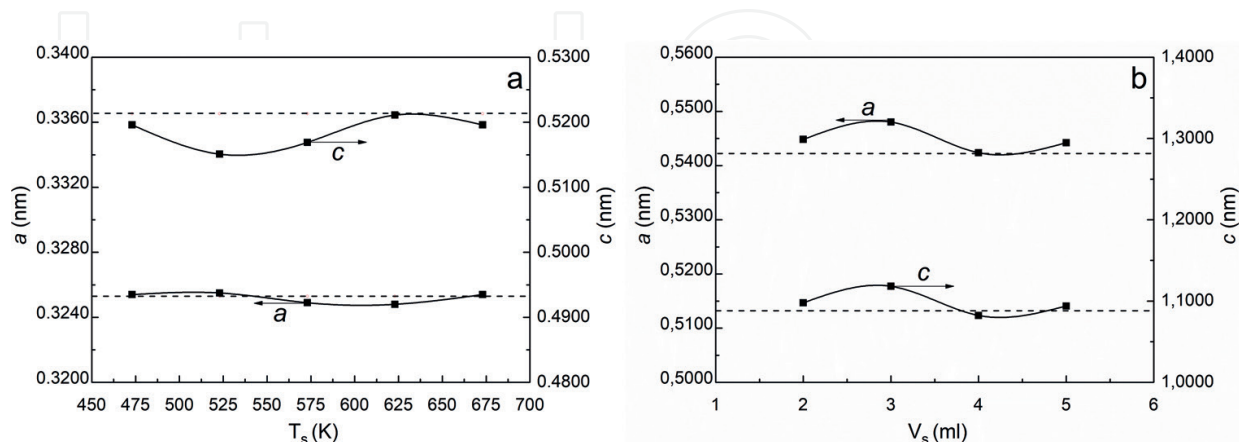 a
0.3400
0.3360
0.3320
0.3280
0.3240
0.3200
a (nm)
0.5300
0.5200
0.5100
0.5000
0.4900
0.4800
c (nm)
c
a
450 475 500 525 550 575 600 625 650 675 700
Ts (K)
b
0,5600
0,5500
0,5400
0,5300
0,5200
0,5100
0,5000
a (nm)
1,4000
1,3000
1,2000
1,1000
1,0000
c (nm)
a
c
1 2 3 4 5 6
Vs (ml)